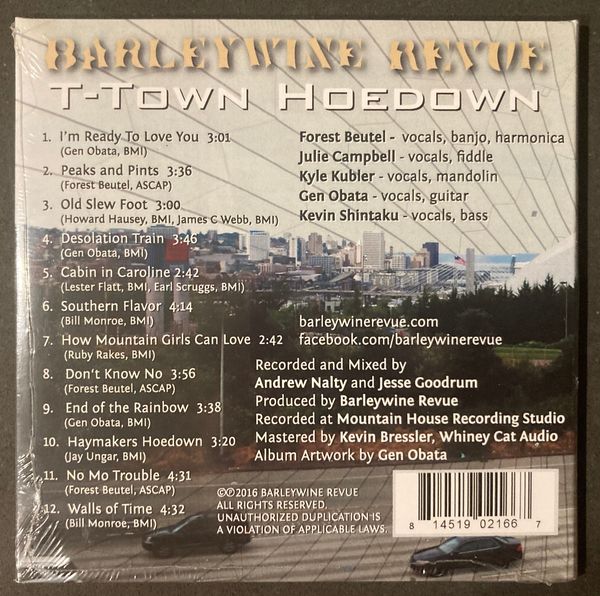 BARLEYWINE REVUE
T-TOWN HOEDOWN
1. I'm Ready To Love You 3:01
(Gen Obata, BMI)
2. Peaks and Pints 3:36
(Forest Beutel, ASCAP)
3. Old Slew Foot 3:00
(Howard Hausey, BMI, James C Webb, BMI)
4. Desolation Train 3:46
(Gen Obata, BMI)
5. Cabin in Caroline 2:42
(Lester Flatt, BMI, Earl Scruggs, BMI)
6. Southern Flavor 4:14
(Bill Monroe, BMI)
7. How Mountain Girls Can Love 2:42
(Ruby Rakes, BMI)
8. Don't Know No 3:56
(Forest Beutel, ASCAP)
9. End of the Rainbow 3:38
(Gen Obata, BMI)
10. Haymakers Hoedown 3:20
(Jay Ungar, BMI)
11. No Mo Trouble 4:31
(Forest Beutel, ASCAP)
12. Walls of Time 4:32
(Bill Monroe, BMI)
Forest Beutel - vocals, banjo, harmonica
Julie Campbell - vocals, fiddle
Kyle Kubler - vocals, mandolin
Gen Obata - vocals, guitar
Kevin Shintaku - vocals, bass
barleywinerevue.com
facebook.com/barleywinerevue
Recorded and Mixed by
Andrew Nalty and Jesse Goodrum
Produced by Barleywine Revue
Recorded at Mountain House Recording Studio
Mastered by Kevin Bressler, Whiney Cat Audio
Album Artwork by Gen Obata
©℗2016 BARLEYWINE REVUE
ALL RIGHTS RESERVED.
UNAUTHORIZED DUPLICATION IS
A VIOLATION OF APPLICABLE LAWS.
8 14519 02166 7